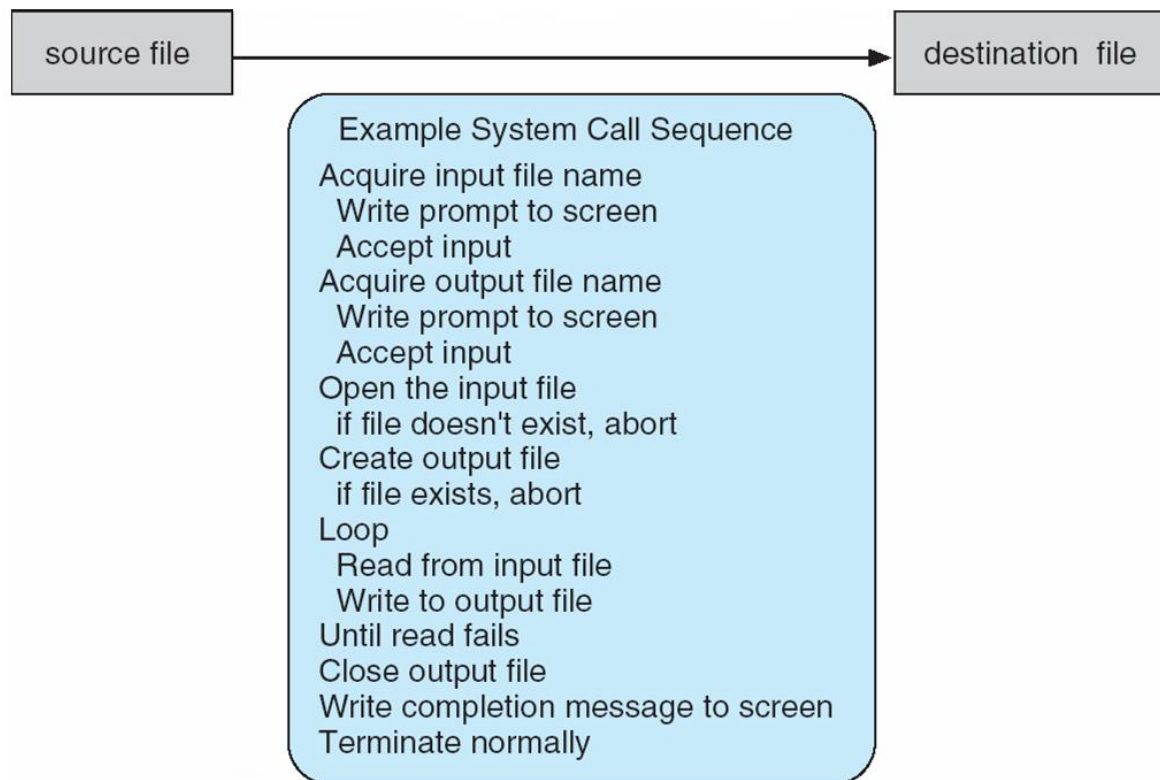 source file
destination file
Example System Call Sequence
Acquire input file name
Write prompt to screen
Accept input
Acquire output file name
Write prompt to screen
Accept input
Open the input file
if file doesn't exist, abort
Create output file
if file exists, abort
Loop
Read from input file
Write to output file
Until read fails
Close output file
Write completion message to screen
Terminate normally